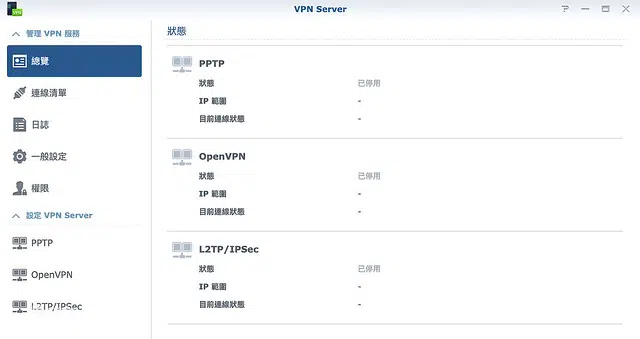 VPN
VPN Server
管理 VPN 服務
總覽
連線清單
日誌
一般設定
權限
設定 VPN Server
PPTP
OpenVPN
L2TP/IPSec
狀態
PPTP
狀態 已停用
IP 範圍 -
目前連線狀態 -
OpenVPN
狀態 已停用
IP 範圍 -
目前連線狀態 -
L2TP/IPSec
狀態 已停用
IP 範圍 -
目前連線狀態 -